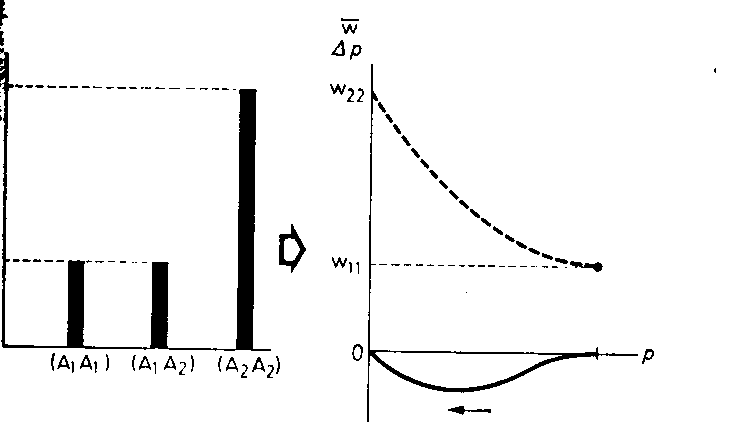 w̅
Δp
w₂₂
w₁₁
0
p
(A₁A₁) (A₁A₂) (A₂A₂)